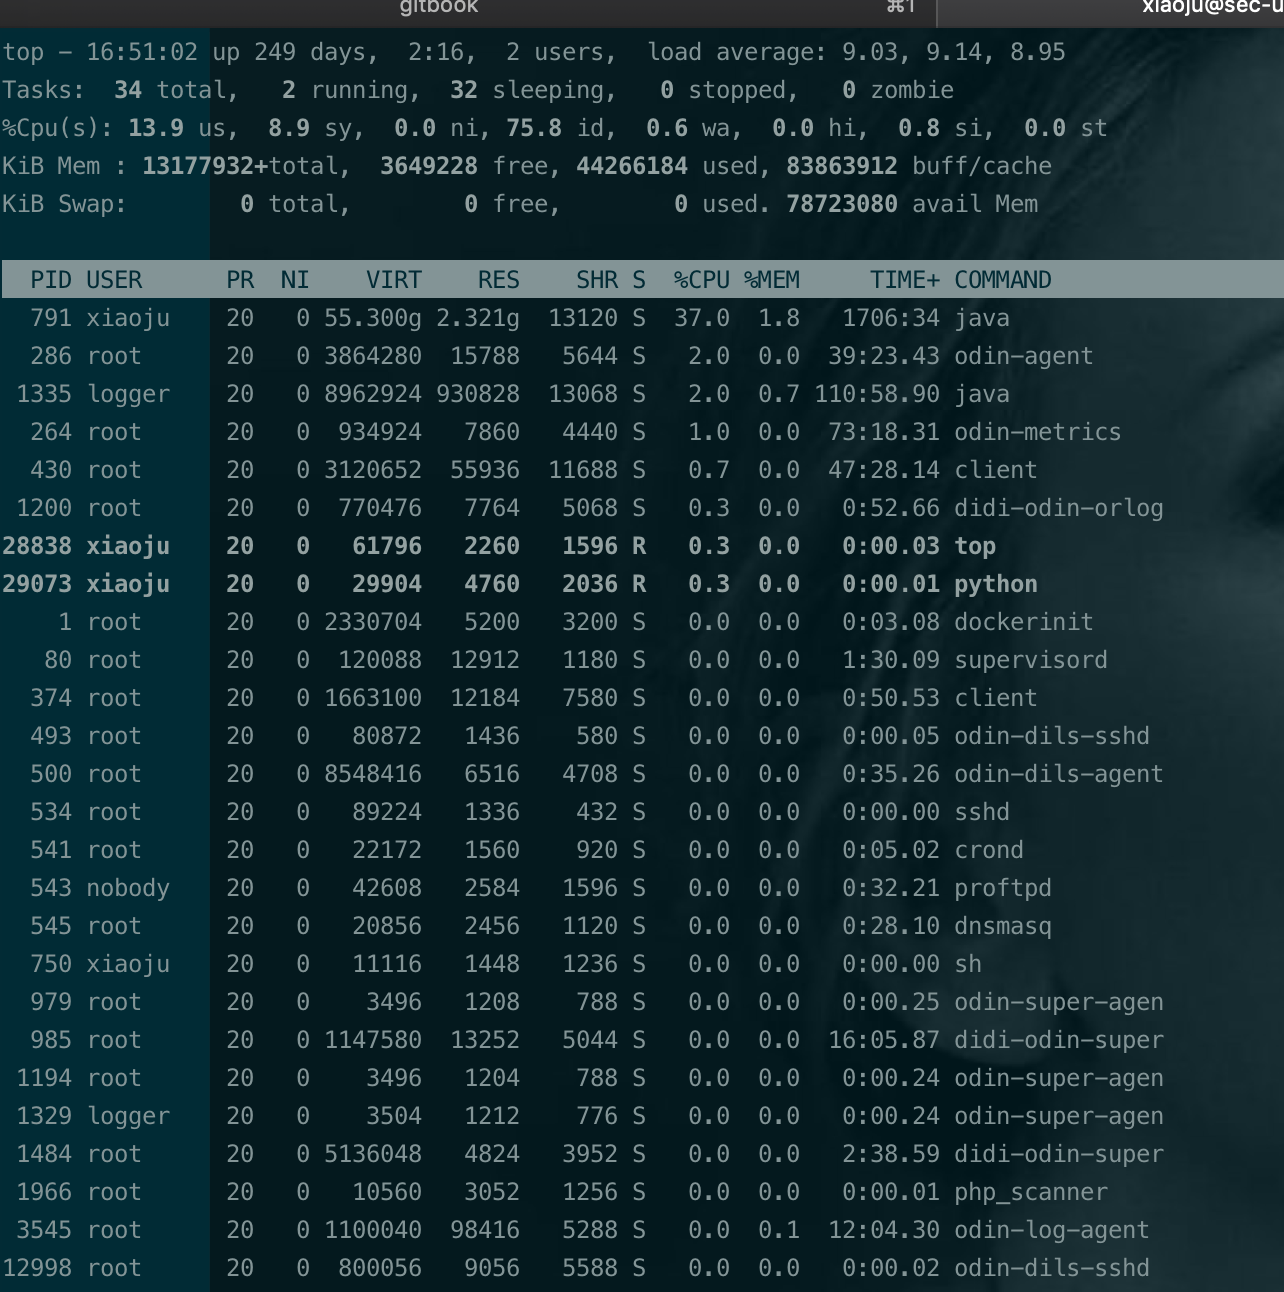 gitbook ⌘1 xiaoju@sec-u
top - 16:51:02 up 249 days,  2:16,  2 users,  load average: 9.03, 9.14, 8.95
Tasks:  34 total,   2 running,  32 sleeping,   0 stopped,   0 zombie
%Cpu(s): 13.9 us,  8.9 sy,  0.0 ni, 75.8 id,  0.6 wa,  0.0 hi,  0.8 si,  0.0 st
KiB Mem : 13177932+total,  3649228 free, 44266184 used, 83863912 buff/cache
KiB Swap:        0 total,        0 free,        0 used. 78723080 avail Mem
PID USER      PR  NI    VIRT    RES    SHR S  %CPU %MEM     TIME+ COMMAND
791 xiaoju    20   0 55.300g 2.321g  13120 S  37.0  1.8   1706:34 java
286 root      20   0 3864280  15788   5644 S   2.0  0.0  39:23.43 odin-agent
1335 logger    20   0 8962924 930828  13068 S   2.0  0.7 110:58.90 java
264 root      20   0  934924   7860   4440 S   1.0  0.0  73:18.31 odin-metrics
430 root      20   0 3120652  55936  11688 S   0.7  0.0  47:28.14 client
1200 root      20   0  770476   7764   5068 S   0.3  0.0   0:52.66 didi-odin-orlog
28838 xiaoju    20   0   61796   2260   1596 R   0.3  0.0   0:00.03 top
29073 xiaoju    20   0   29904   4760   2036 R   0.3  0.0   0:00.01 python
1 root      20   0 2330704   5200   3200 S   0.0  0.0   0:03.08 dockerinit
80 root      20   0  120088  12912   1180 S   0.0  0.0   1:30.09 supervisord
374 root      20   0 1663100  12184   7580 S   0.0  0.0   0:50.53 client
493 root      20   0   80872   1436    580 S   0.0  0.0   0:00.05 odin-dils-sshd
500 root      20   0 8548416   6516   4708 S   0.0  0.0   0:35.26 odin-dils-agent
534 root      20   0   89224   1336    432 S   0.0  0.0   0:00.00 sshd
541 root      20   0   22172   1560    920 S   0.0  0.0   0:05.02 crond
543 nobody    20   0   42608   2584   1596 S   0.0  0.0   0:32.21 proftpd
545 root      20   0   20856   2456   1120 S   0.0  0.0   0:28.10 dnsmasq
750 xiaoju    20   0   11116   1448   1236 S   0.0  0.0   0:00.00 sh
979 root      20   0    3496   1208    788 S   0.0  0.0   0:00.25 odin-super-agen
985 root      20   0 1147580  13252   5044 S   0.0  0.0  16:05.87 didi-odin-super
1194 root      20   0    3496   1204    788 S   0.0  0.0   0:00.24 odin-super-agen
1329 logger    20   0    3504   1212    776 S   0.0  0.0   0:00.24 odin-super-agen
1484 root      20   0 5136048   4824   3952 S   0.0  0.0   2:38.59 didi-odin-super
1966 root      20   0   10560   3052   1256 S   0.0  0.0   0:00.01 php_scanner
3545 root      20   0 1100040  98416   5288 S   0.0  0.1  12:04.30 odin-log-agent
12998 root      20   0  800056   9056   5588 S   0.0  0.0   0:00.02 odin-dils-sshd